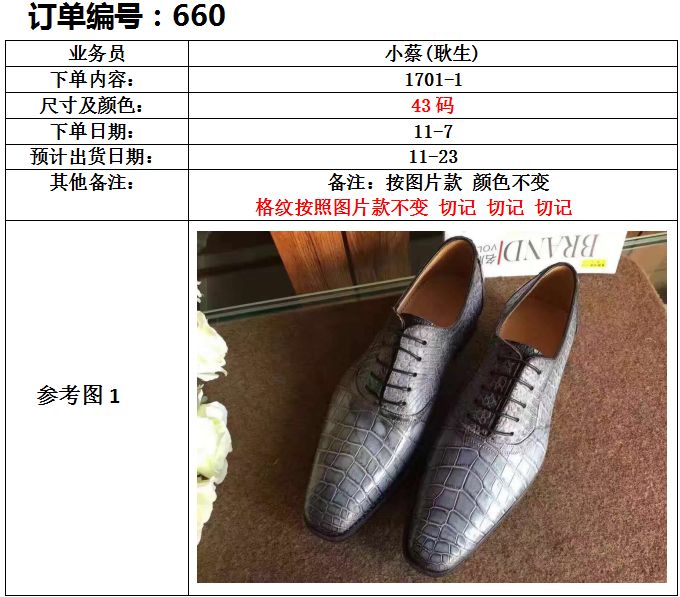 订单编号：660
业务员
小蔡(耿生)
下单内容：
1701-1
尺寸及颜色：
43码
下单日期：
11-7
预计出货日期：
11-23
其他备注：
备注：按图片款 颜色不变
格纹按照图片款不变 切记 切记 切记
参考图1
BRAND
VOL